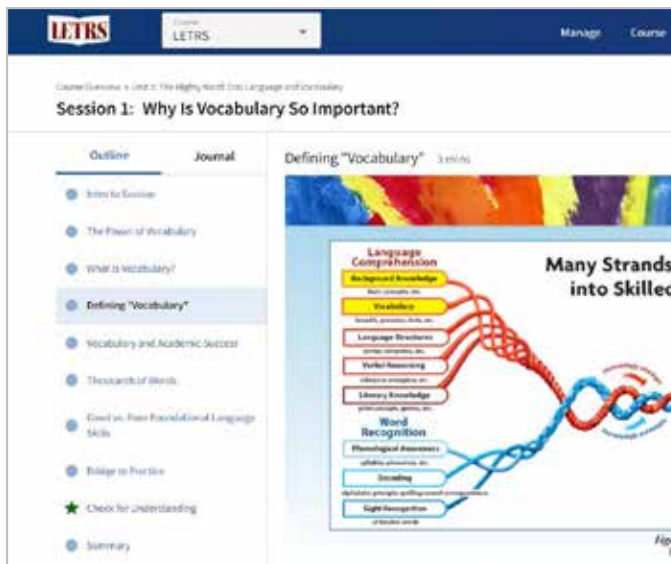 LETRS
Course
LETRS
Manage
Course
Session 1: Why Is Vocabulary So Important?
Outline
Journal
Intro to Session
The Power of Vocabulary
What Is Vocabulary?
Defining "Vocabulary"
Vocabulary and Academic Success
Thousands of Words
Good vs. Poor Foundational Language
Skills
Bridge to Practice
Check for Understanding
Summary
Defining "Vocabulary" 3 mins
Language
Comprehension
Background Knowledge
Vocabulary
Language Structures
Verbal Reasoning
Literacy Knowledge
Word
Recognition
Phonological Awareness
Decoding
Sight Recognition
Many Strands
into Skilled